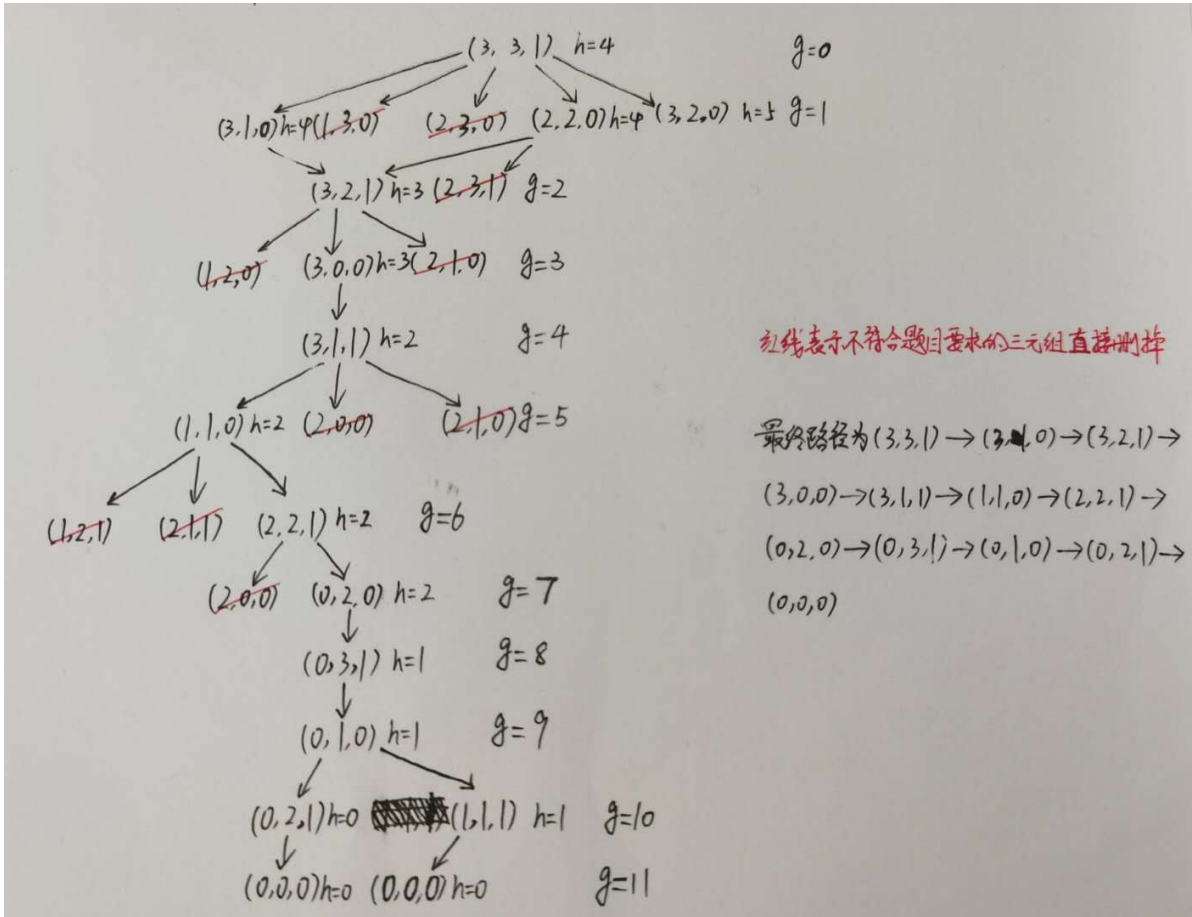 (3, 3, 1) h=4 g=0
(3,1,0) h=4 (1,3,0) (2,3,0) (2,2,0) h=4 (3,2,0) h=5 g=1
(3,2,1) h=3 (2,3,1) g=2
(1,2,0) (3,0,0) h=3 (2,1,0) g=3
(3,1,1) h=2 g=4
(1,1,0) h=2 (2,0,0) (2,1,0) g=5
(1,2,1) (2,1,1) (2,2,1) h=2 g=6
(2,0,0) (0,2,0) h=2 g=7
(0,3,1) h=1 g=8
(0,1,0) h=1 g=9
(0,2,1) h=0 (1,1,1) h=1 g=10
(0,0,0) h=0 (0,0,0) h=0 g=11
红线表示不符合题目要求的三元组直接删掉
最终路径为 (3,3,1) → (3,1,0) → (3,2,1) →
(3,0,0) → (3,1,1) → (1,1,0) → (2,2,1) →
(0,2,0) → (0,3,1) → (0,1,0) → (0,2,1) →
(0,0,0)